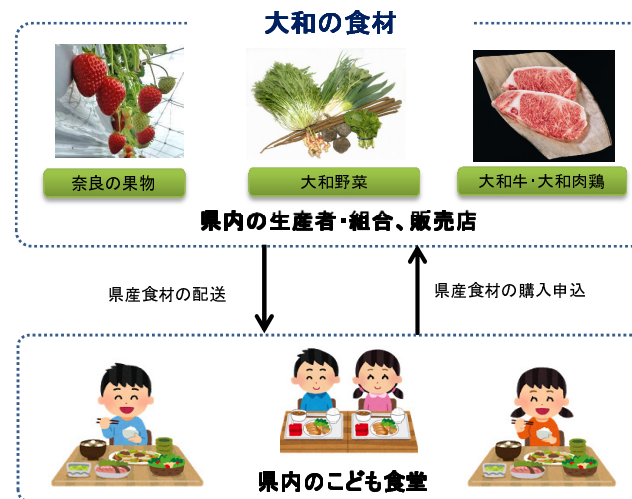 大和の食材
奈良の果物
大和野菜
大和牛・大和肉鶏
県内の生産者・組合、販売店
県産食材の配送
県産食材の購入申込
県内のこども食堂